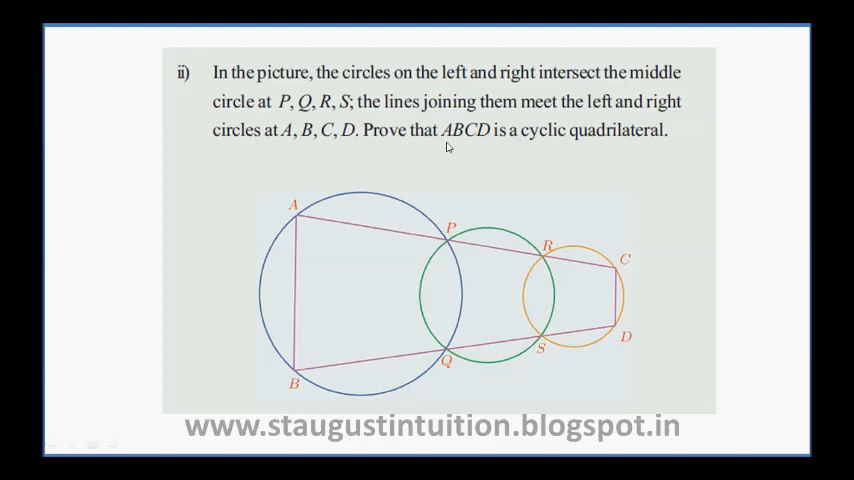 ii) In the picture, the circles on the left and right intersect the middle
circle at P, Q, R, S; the lines joining them meet the left and right
circles at A, B, C, D. Prove that ABCD is a cyclic quadrilateral.
A
P
R
C
B
Q
S
D
www.staugustintuition.blogspot.in